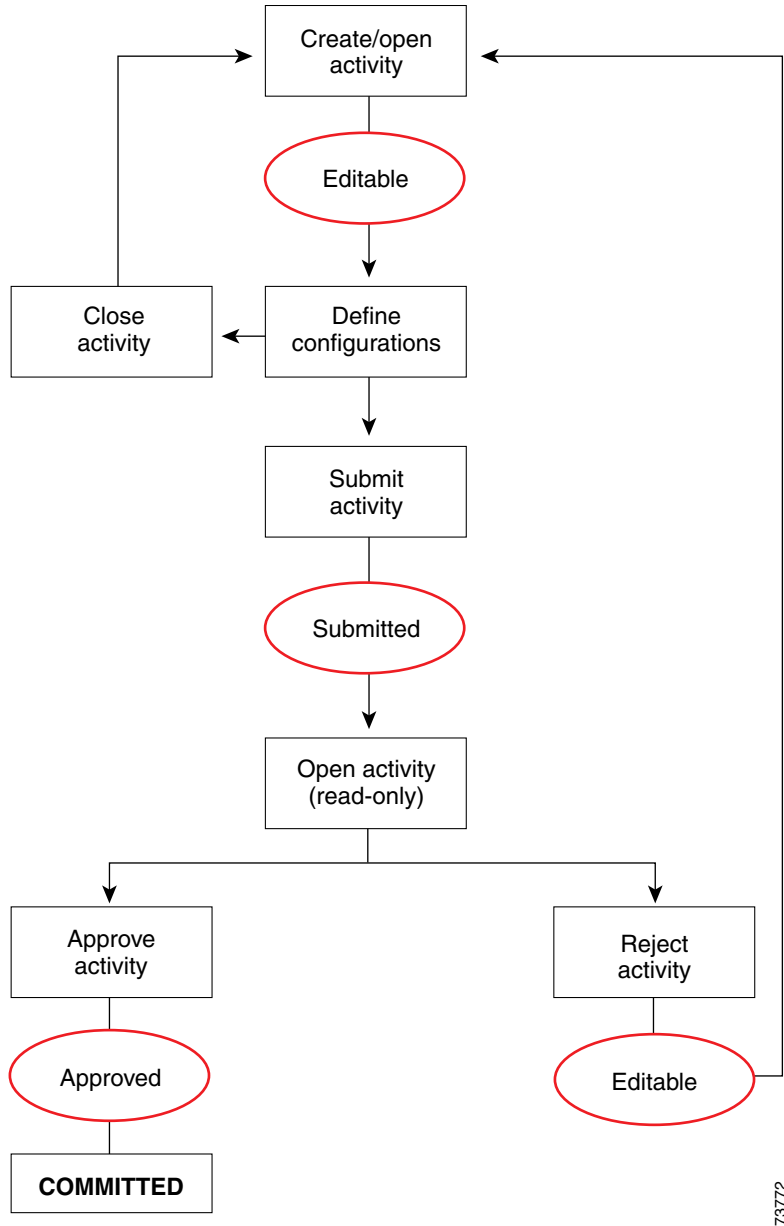 Create/open
activity
Editable
Close
activity
Define
configurations
Submit
activity
Submitted
Open activity
(read-only)
Approve
activity
Reject
activity
Approved
Editable
COMMITTED
73772